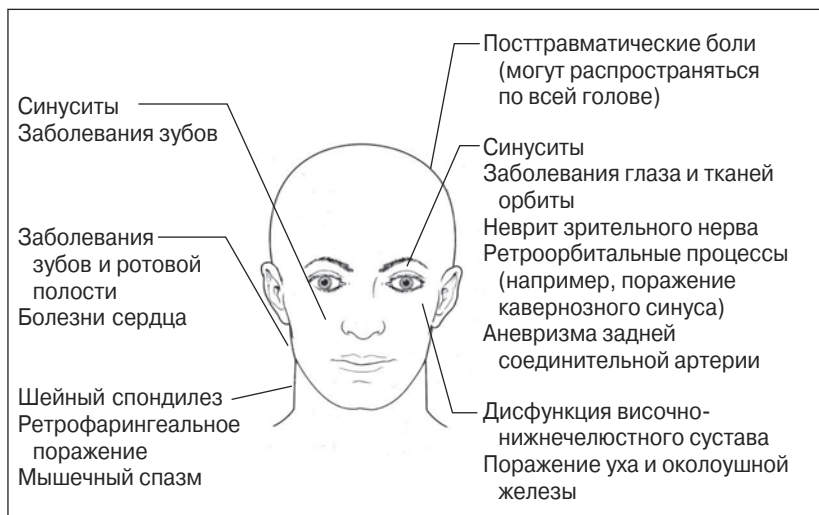 Синуситы
Заболевания зубов
Заболевания
зубов и ротовой
полости
Болезни сердца
Шейный спондилез
Ретрофарингеальное
поражение
Мышечный спазм
Посттравматические боли
(могут распространяться
по всей голове)
Синуситы
Заболевания глаза и тканей
орбиты
Неврит зрительного нерва
Ретроорбитальные процессы
(например, поражение
кавернозного синуса)
Аневризма задней
соединительной артерии
Дисфункция височно-
нижнечелюстного сустава
Поражение уха и околоушной
железы